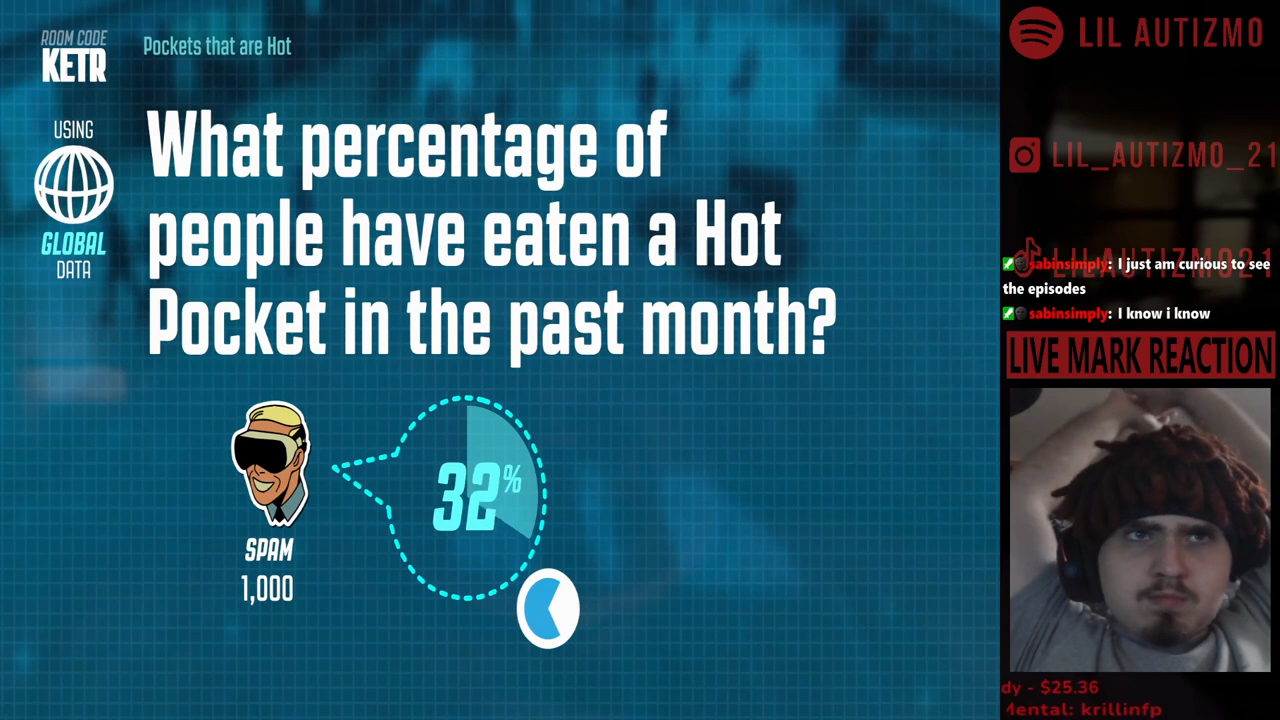 ROOM CODE
KETR
Pockets that are Hot
USING
GLOBAL
DATA
What percentage of
people have eaten a Hot
Pocket in the past month?
32%
SPAM
1,000
LIL AUTIZMO
LIL_AUTIZMO_21
LILAUTIZMO21
sabinsimply: I just am curious to see
the episodes
sabinsimply: I know i know
LIVE MARK REACTION
dy - $25.36
Mental: krillinfp